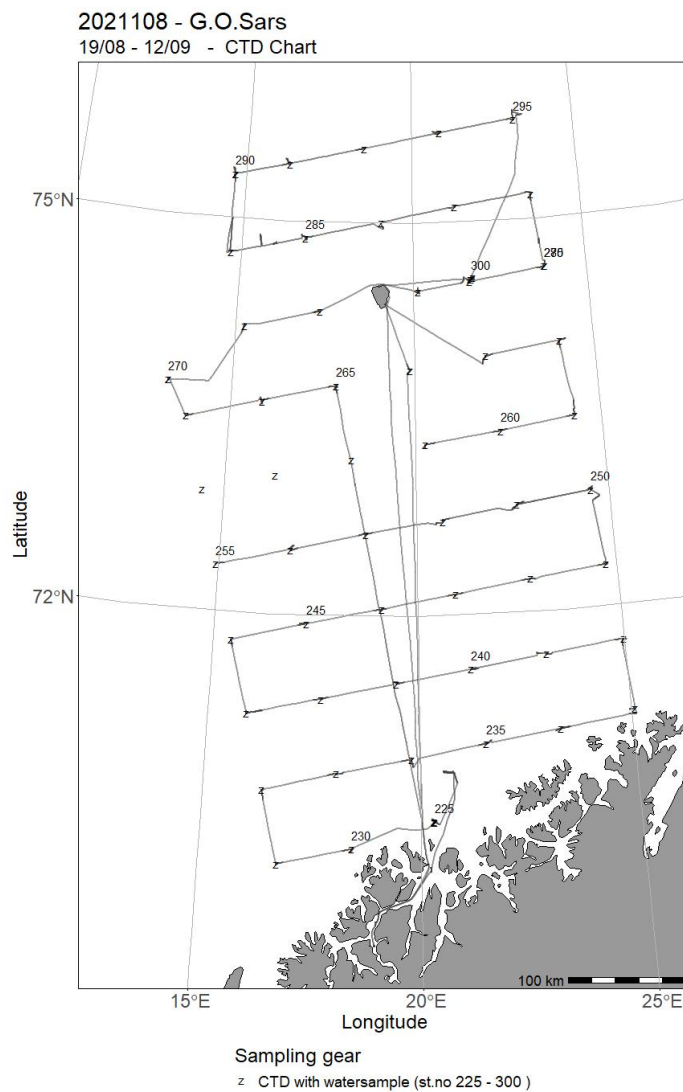 2021108 - G.O.Sars
19/08 - 12/09 - CTD Chart
295
290
75°N
285
300
270
265
260
250
255
72°N
245
240
235
225
230
100 km
15°E
20°E
25°E
Latitude
Longitude
Sampling gear
z CTD with watersample (st.no 225 - 300 )